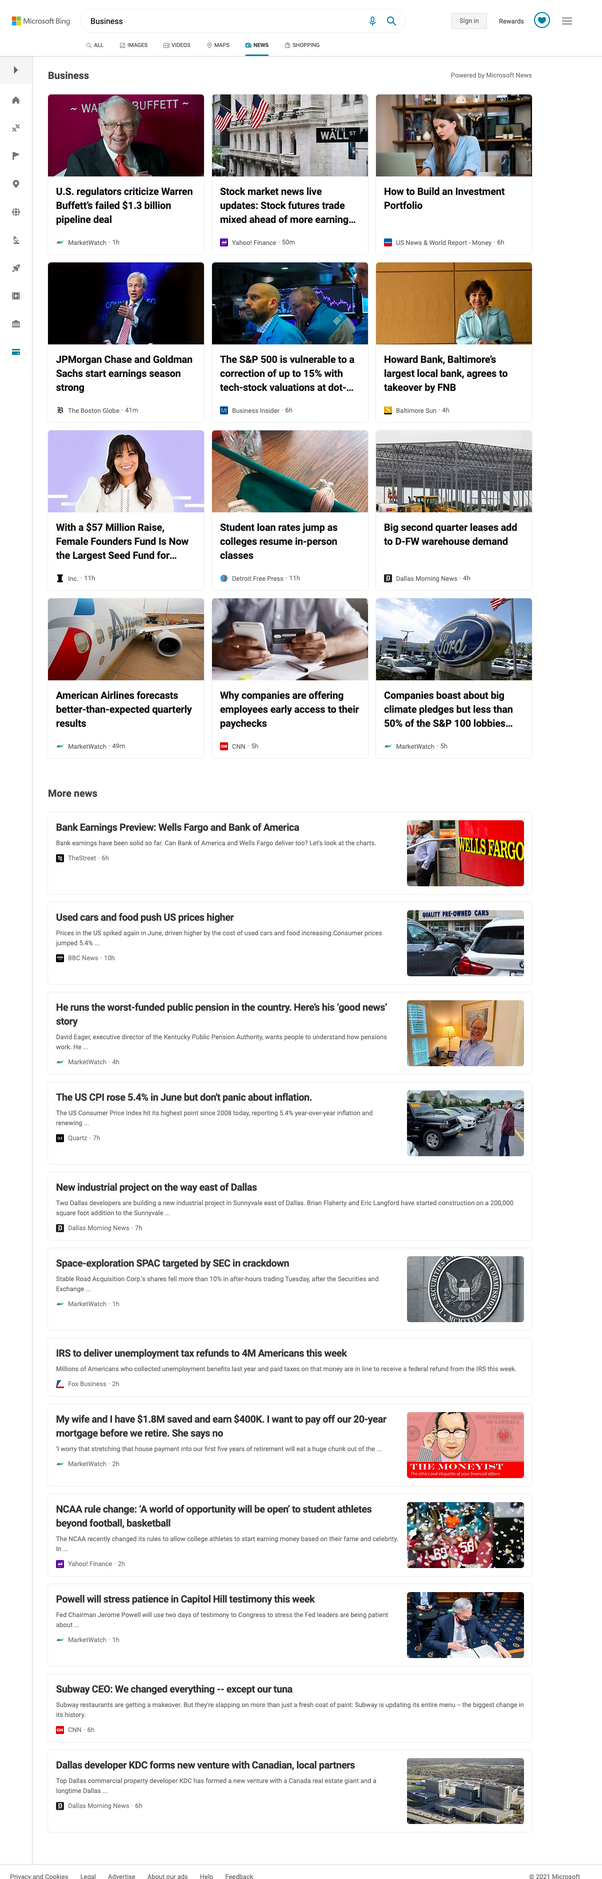 Microsoft Bing
Business
Sign in
Rewards
ALL
IMAGES
VIDEOS
MAPS
NEWS
SHOPPING
Business
Powered by Microsoft News
~ WARREN BUFFETT ~
WALL ST
U.S. regulators criticize Warren
Buffett's failed $1.3 billion
pipeline deal
MarketWatch · 1h
Stock market news live
updates: Stock futures trade
mixed ahead of more earning...
Yahoo! Finance · 50m
How to Build an Investment
Portfolio
US News & World Report - Money · 6h
JPMorgan Chase and Goldman
Sachs start earnings season
strong
The Boston Globe · 41m
The S&P 500 is vulnerable to a
correction of up to 15% with
tech-stock valuations at dot-...
Business Insider · 6h
Howard Bank, Baltimore's
largest local bank, agrees to
takeover by FNB
Baltimore Sun · 4h
With a $57 Million Raise,
Female Founders Fund Is Now
the Largest Seed Fund for...
Inc. · 11h
Student loan rates jump as
colleges resume in-person
classes
Detroit Free Press · 11h
Big second quarter leases add
to D-FW warehouse demand
Dallas Morning News · 4h
Ford
American Airlines forecasts
better-than-expected quarterly
results
MarketWatch · 49m
Why companies are offering
employees early access to their
paychecks
CNN · 5h
Companies boast about big
climate pledges but less than
50% of the S&P 100 lobbies...
MarketWatch · 5h
More news
Bank Earnings Preview: Wells Fargo and Bank of America
Bank earnings have been solid so far. Can Bank of America and Wells Fargo deliver too? Let's look at the charts.
TheStreet · 6h
WELLS FARGO
Used cars and food push US prices higher
Prices in the US spiked again in June, driven higher by the cost of used cars and food increasing.Consumer prices
jumped 5.4% ...
BBC News · 10h
QUALITY PRE-OWNED CARS
He runs the worst-funded public pension in the country. Here's his 'good news'
story
David Eager, executive director of the Kentucky Public Pension Authority, wants people to understand how pensions
work. He ...
MarketWatch · 4h
The US CPI rose 5.4% in June but don't panic about inflation.
The US Consumer Price Index hit its highest point since 2008 today, reporting 5.4% year-over-year inflation and
renewing ...
Quartz · 7h
New industrial project on the way east of Dallas
Two Dallas developers are building a new industrial project in Sunnyvale east of Dallas. Brian Flaherty and Eric Langford have started construction on a 200,000
square foot addition to the Sunnyvale ...
Dallas Morning News · 7h
Space-exploration SPAC targeted by SEC in crackdown
Stable Road Acquisition Corp.'s shares fell more than 10% in after-hours trading Tuesday, after the Securities and
Exchange ...
MarketWatch · 1h
IRS to deliver unemployment tax refunds to 4M Americans this week
Millions of Americans who collected unemployment benefits last year and paid taxes on that money are in line to receive a federal refund from the IRS this week.
Fox Business · 2h
My wife and I have $1.8M saved and earn $400K. I want to pay off our 20-year
mortgage before we retire. She says no
'I worry that stretching that house payment into our first five years of retirement will eat a huge chunk out of the ...
MarketWatch · 2h
THE MONEYIST
The ethics and etiquette of your financial affairs
NCAA rule change: 'A world of opportunity will be open' to student athletes
beyond football, basketball
The NCAA recently changed its rules to allow college athletes to start earning money based on their fame and celebrity.
In ...
Yahoo! Finance · 2h
Powell will stress patience in Capitol Hill testimony this week
Fed Chairman Jerome Powell will use two days of testimony to Congress to stress the Fed leaders are being patient
about ...
MarketWatch · 1h
Subway CEO: We changed everything -- except our tuna
Subway restaurants are getting a makeover. But they're slapping on more than just a fresh coat of paint: Subway is updating its entire menu -- the biggest change in
its history.
CNN · 6h
Dallas developer KDC forms new venture with Canadian, local partners
Top Dallas commercial property developer KDC has formed a new venture with a Canada real estate giant and a
longtime Dallas ...
Dallas Morning News · 6h
Privacy and Cookies
Legal
Advertise
About our ads
Help
Feedback
© 2021 Microsoft